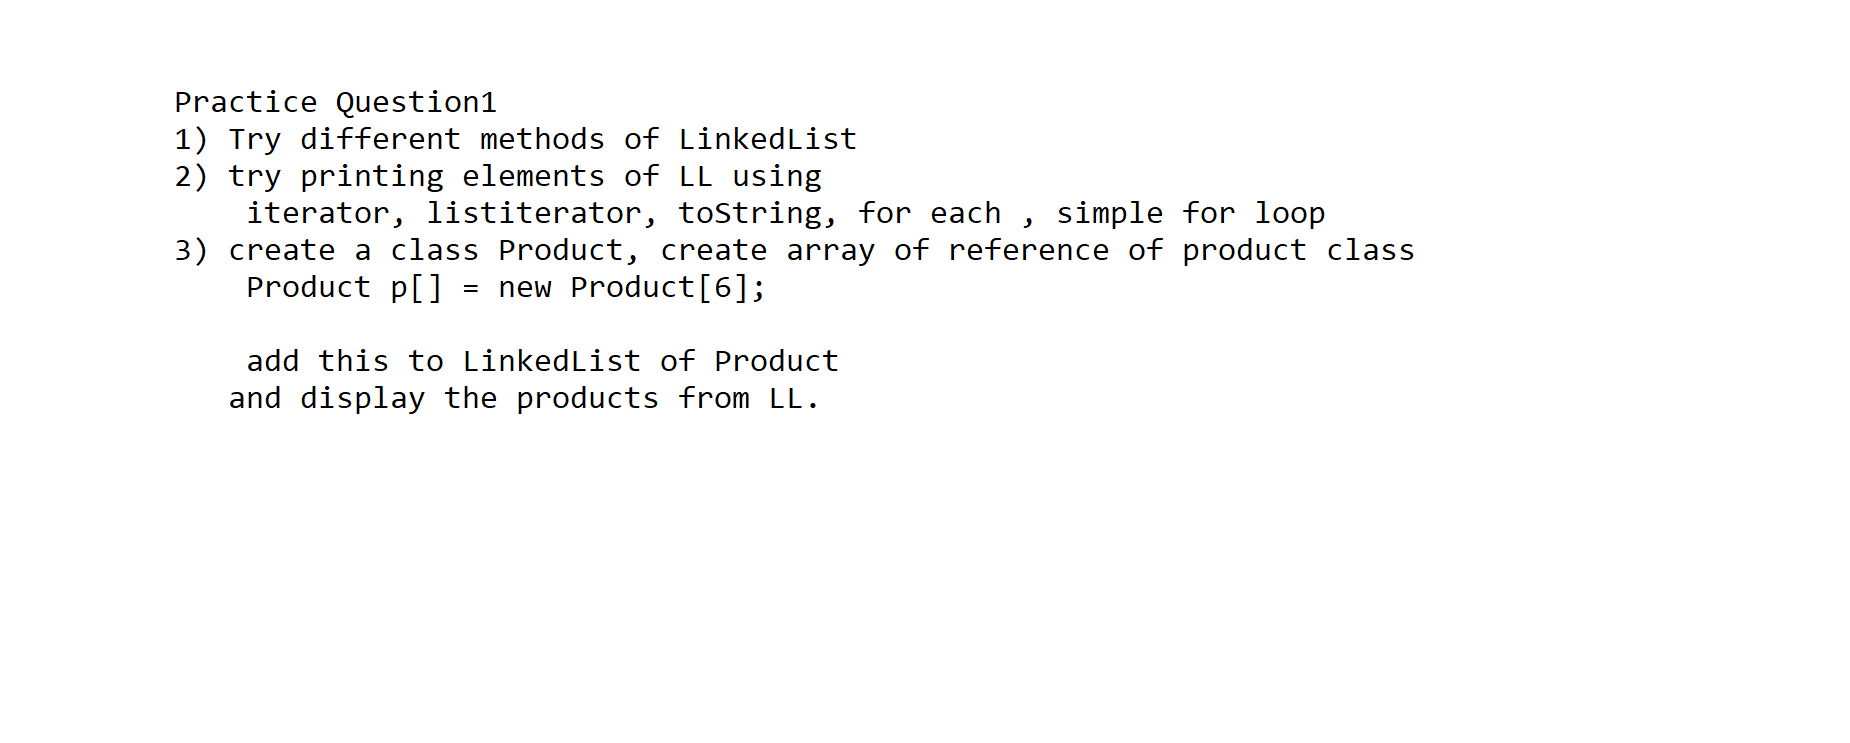 Practice Question1
1) Try different methods of LinkedList
2) try printing elements of LL using
iterator, listiterator, toString, for each , simple for loop
3) create a class Product, create array of reference of product class
Product p[] = new Product[6];
add this to LinkedList of Product
and display the products from LL.